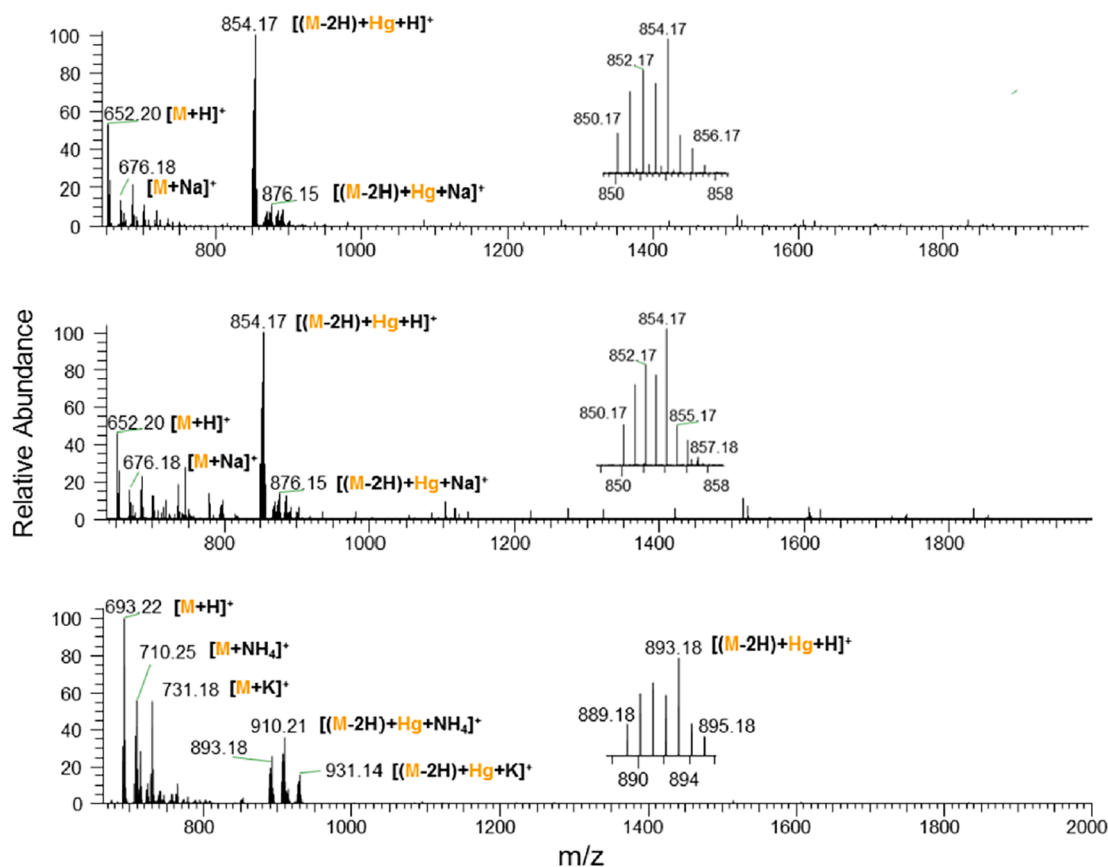 854.17 [(M-2H)+Hg+H]⁺
100
80
60
40
20
0
652.20 [M+H]⁺
676.18
[M+Na]⁺
876.15 [(M-2H)+Hg+Na]⁺
854.17
852.17
850.17
856.17
850 858
800 1000 1200 1400 1600 1800
Relative Abundance
854.17 [(M-2H)+Hg+H]⁺
100
80
60
40
20
0
652.20 [M+H]⁺
676.18 [M+Na]⁺
876.15 [(M-2H)+Hg+Na]⁺
854.17
852.17
850.17
855.17
857.18
850 858
800 1000 1200 1400 1600 1800
693.22 [M+H]⁺
100
80
60
40
20
0
710.25 [M+NH₄]⁺
731.18 [M+K]⁺
910.21 [(M-2H)+Hg+NH₄]⁺
893.18
931.14 [(M-2H)+Hg+K]⁺
893.18 [(M-2H)+Hg+H]⁺
889.18
895.18
890 894
800 1000 1200 1400 1600 1800 2000
m/z